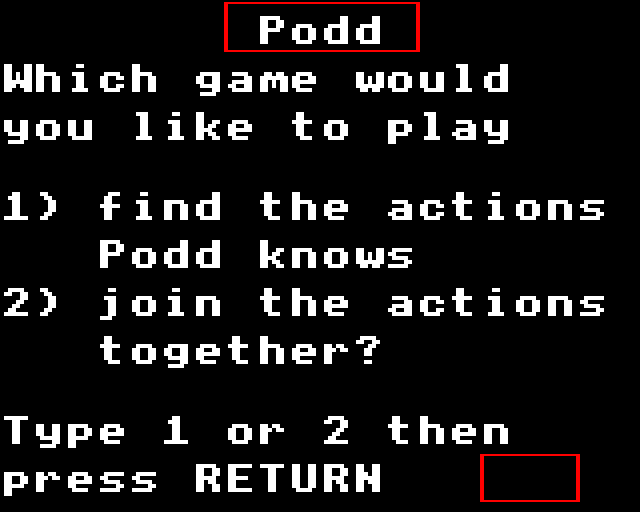 Podd
Which game would
you like to play
1) find the actions
Podd knows
2) join the actions
together?
Type 1 or 2 then
press RETURN